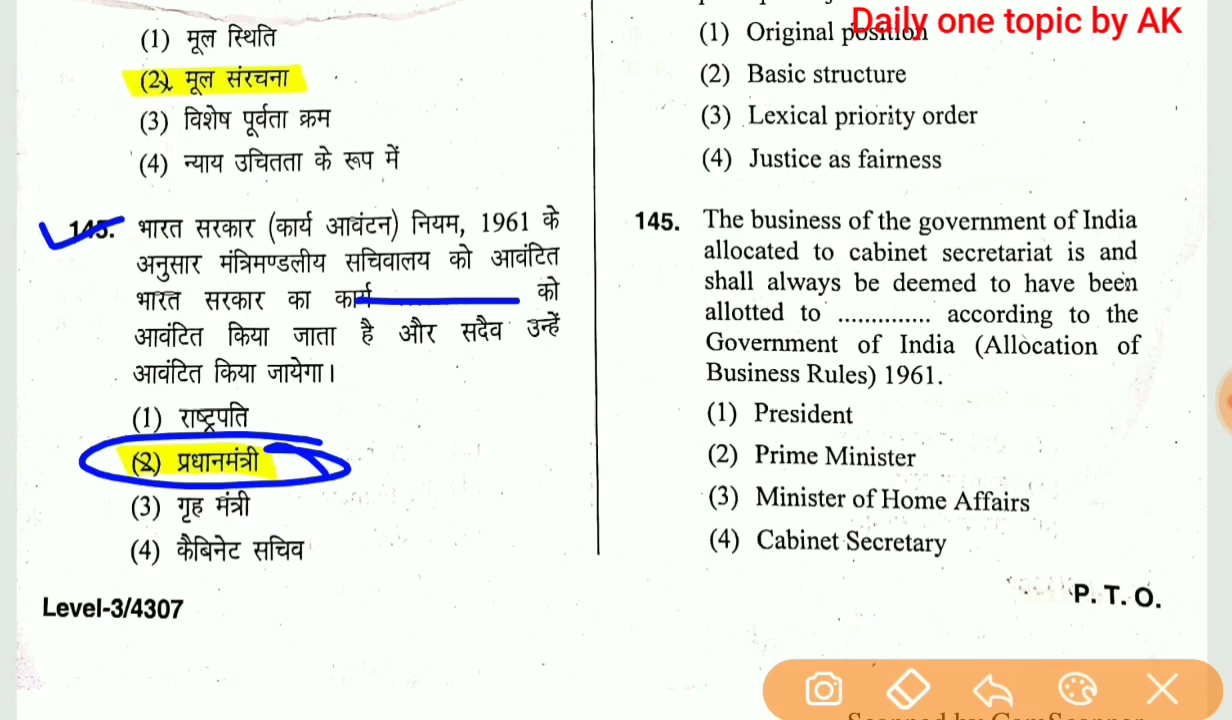 Daily one topic by AK
(1) मूल स्थिति
(2) मूल संरचना
(3) विशेष पूर्वता क्रम
(4) न्याय उचितता के रूप में
145. भारत सरकार (कार्य आवंटन) नियम, 1961 के
अनुसार मंत्रिमण्डलीय सचिवालय को आवंटित
भारत सरकार का कार्य को
आवंटित किया जाता है और सदैव उन्हें
आवंटित किया जायेगा।
(1) राष्ट्रपति
(2) प्रधानमंत्री
(3) गृह मंत्री
(4) कैबिनेट सचिव
Level-3/4307
(1) Original position
(2) Basic structure
(3) Lexical priority order
(4) Justice as fairness
145. The business of the government of India
allocated to cabinet secretariat is and
shall always be deemed to have been
allotted to .............. according to the
Government of India (Allocation of
Business Rules) 1961.
(1) President
(2) Prime Minister
(3) Minister of Home Affairs
(4) Cabinet Secretary
P. T. O.